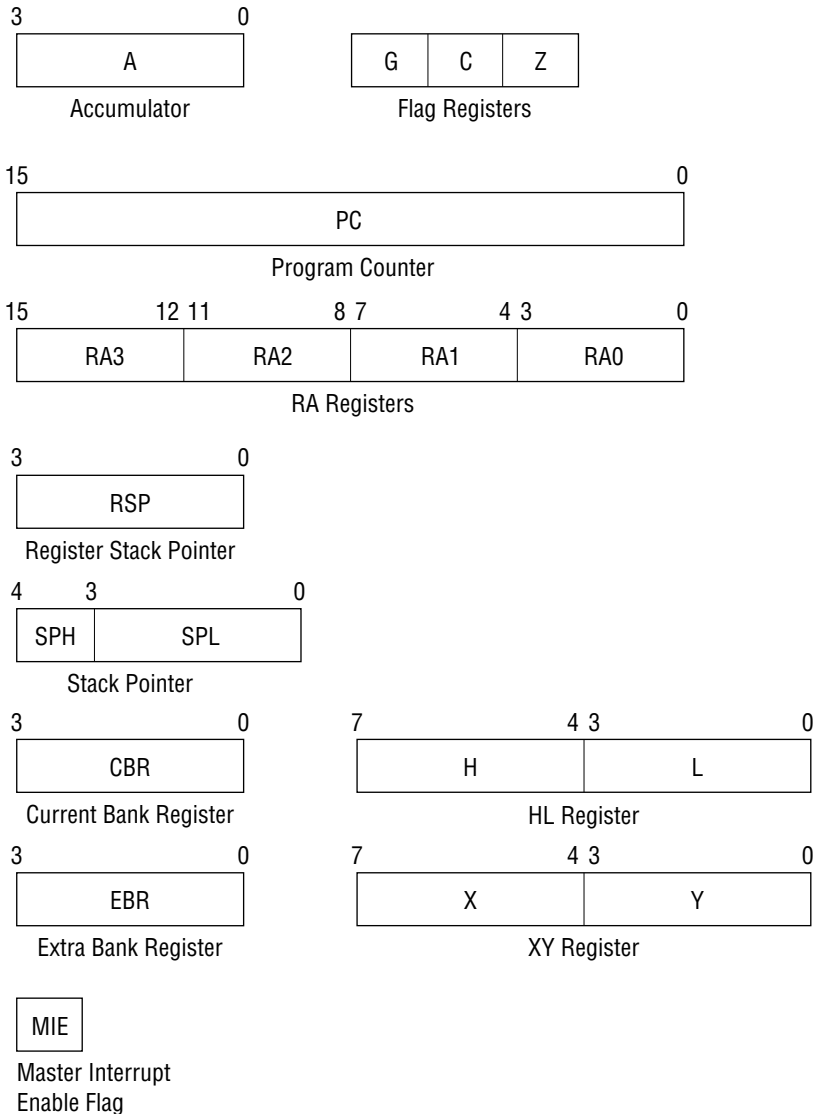 3 0
A G C Z
Accumulator Flag Registers
15 0
PC
Program Counter
15 12 11 8 7 4 3 0
RA3 RA2 RA1 RA0
RA Registers
3 0
RSP
Register Stack Pointer
4 3 0
SPH SPL
Stack Pointer
3 0 7 4 3 0
CBR H L
Current Bank Register HL Register
3 0 7 4 3 0
EBR X Y
Extra Bank Register XY Register
MIE
Master Interrupt
Enable Flag